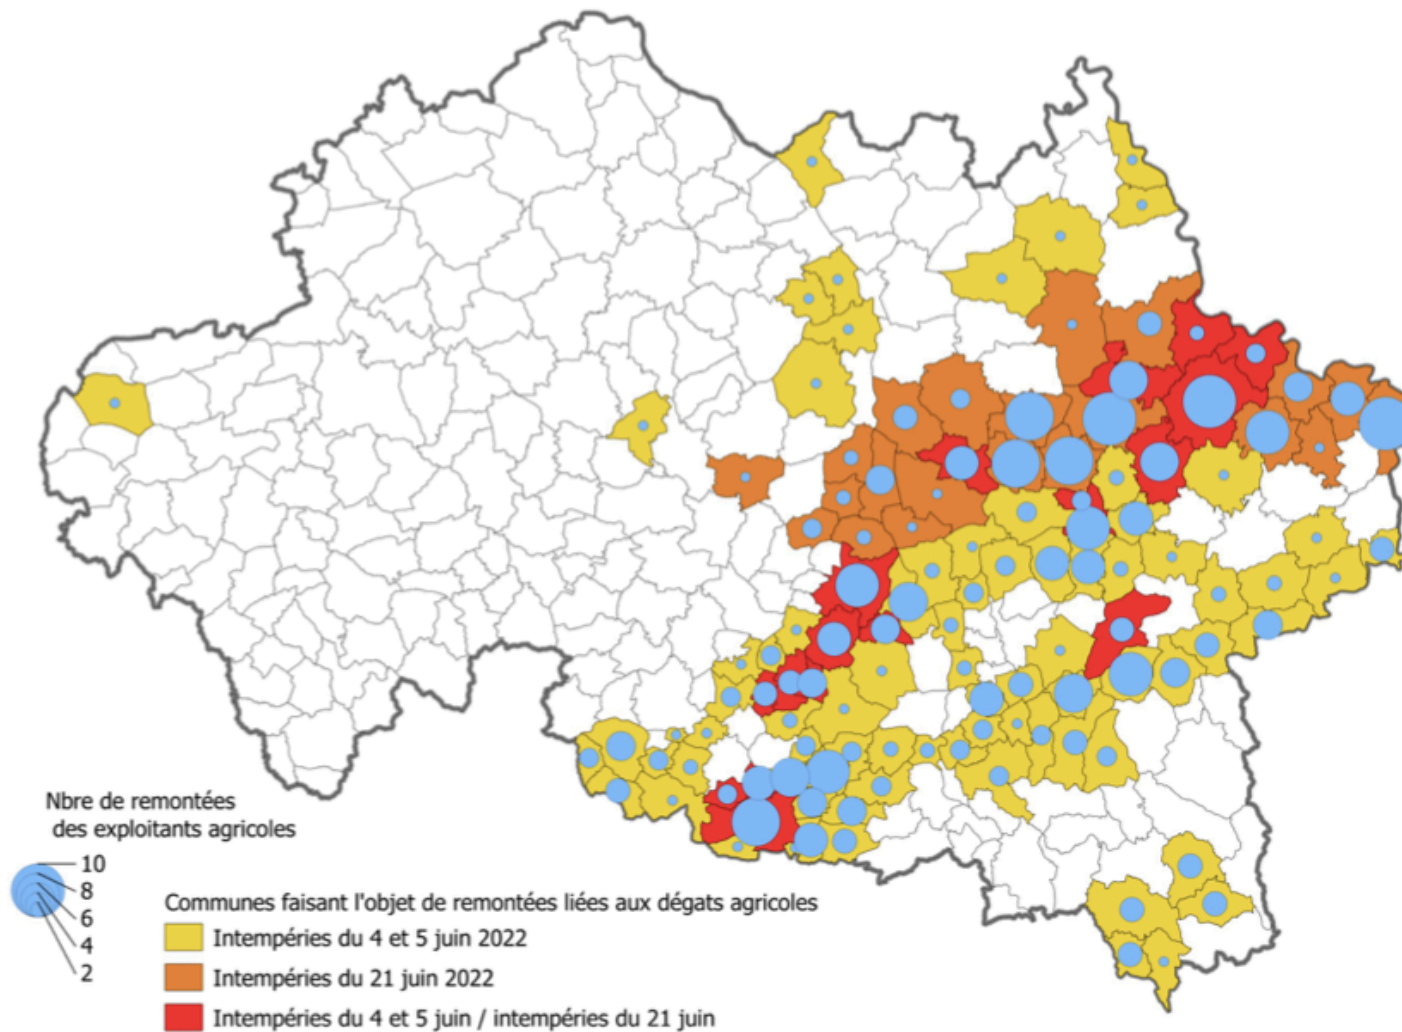 Nbre de remontées
des exploitants agricoles
10
8
6
4
2
Communes faisant l'objet de remontées liées aux dégats agricoles
Intempéries du 4 et 5 juin 2022
Intempéries du 21 juin 2022
Intempéries du 4 et 5 juin / intempéries du 21 juin